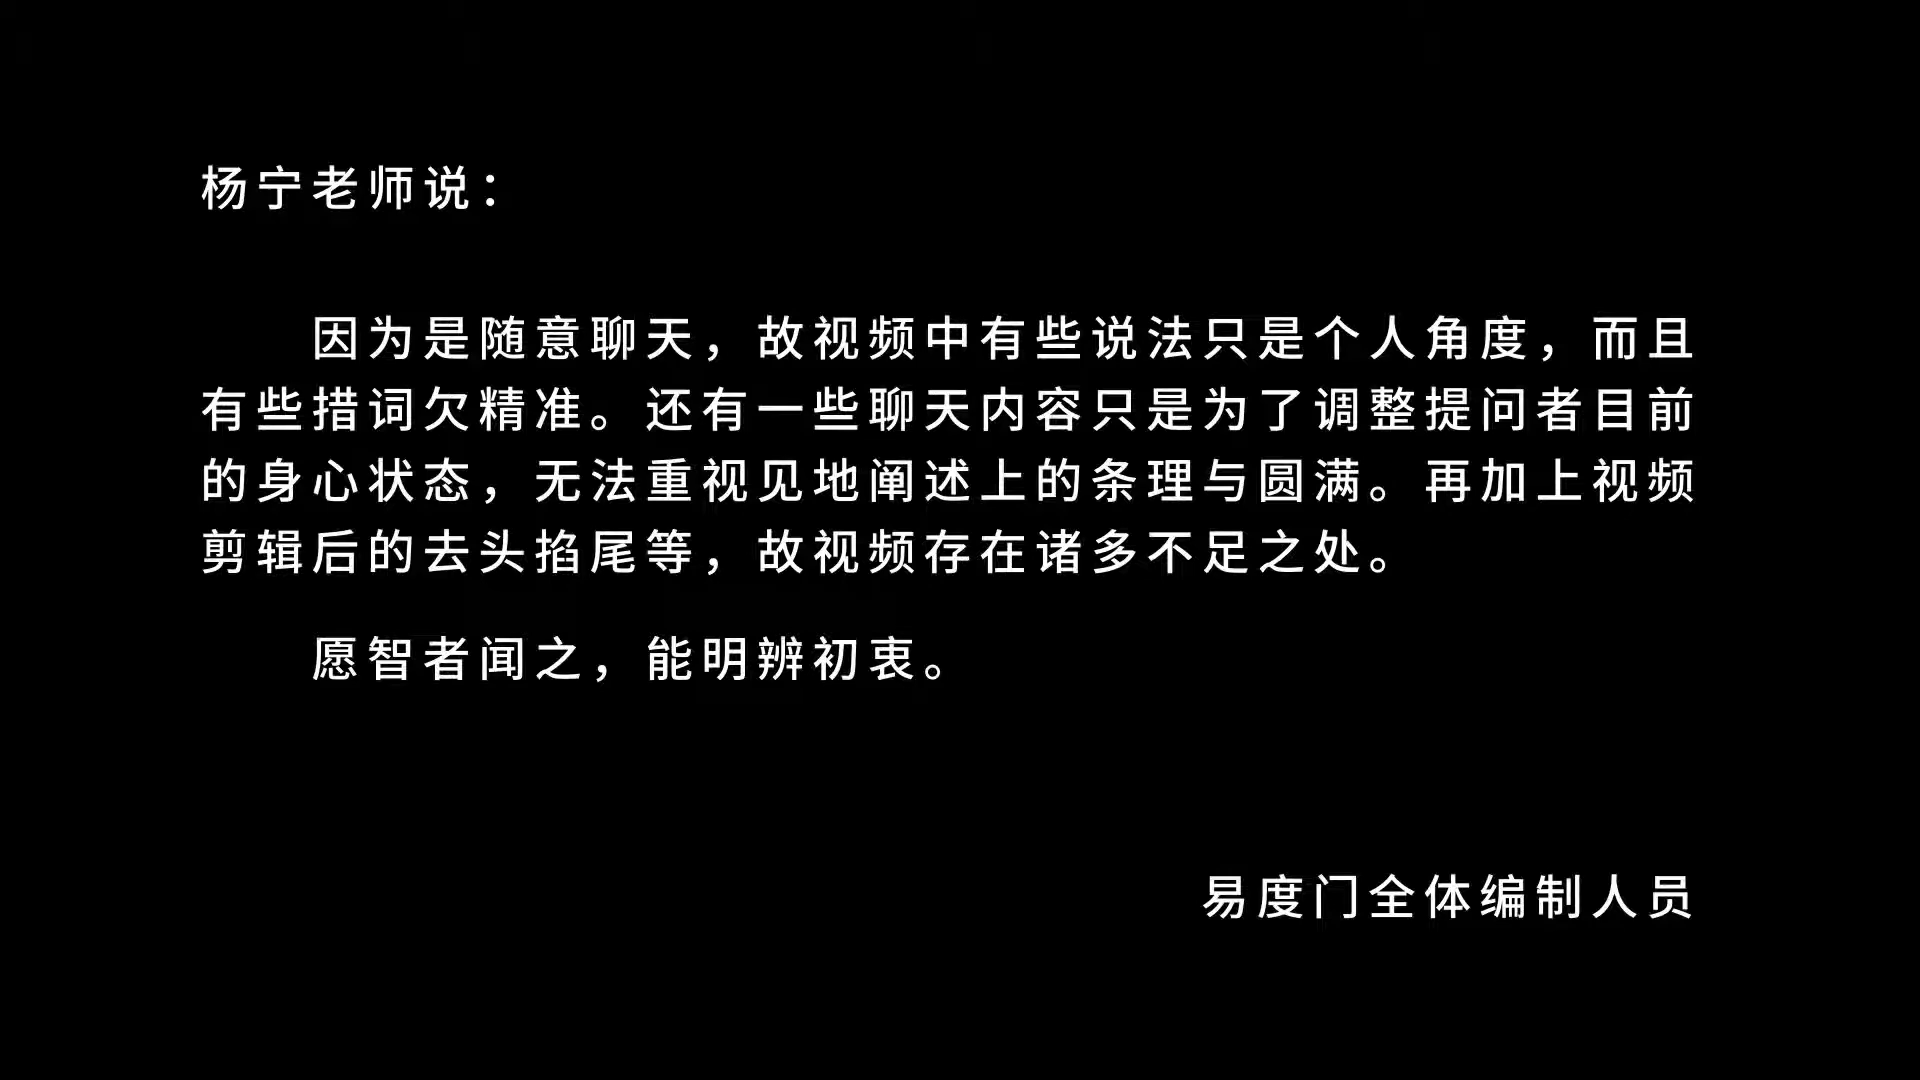 杨宁老师说：
因为是随意聊天，故视频中有些说法只是个人角度，而且
有些措词欠精准。还有一些聊天内容只是为了调整提问者目前
的身心状态，无法重视见地阐述上的条理与圆满。再加上视频
剪辑后的去头掐尾等，故视频存在诸多不足之处。
愿智者闻之，能明辨初衷。
易度门全体编制人员